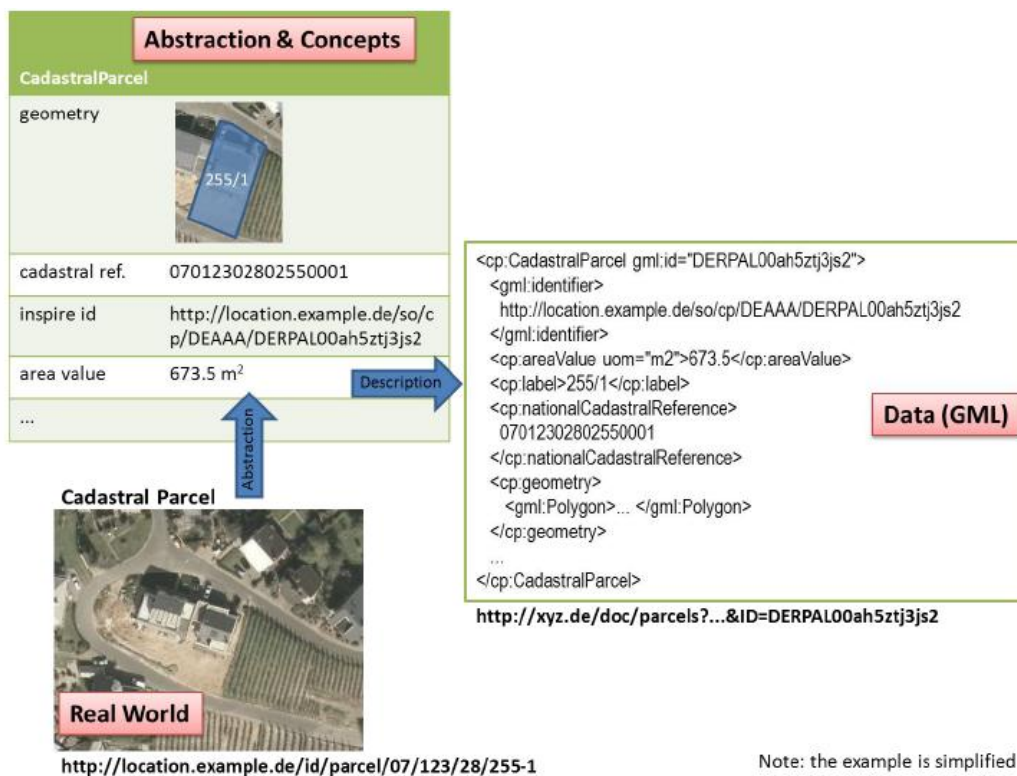 Abstraction & Concepts
CadastralParcel
geometry
255/1
cadastral ref. 07012302802550001
inspire id http://location.example.de/so/c
p/DEAAA/DERPAL00ah5ztj3js2
area value 673.5 m²
...
Description
Abstraction
<cp:CadastralParcel gml:id="DERPAL00ah5ztj3js2">
<gml:identifier>
http://location.example.de/so/cp/DEAAA/DERPAL00ah5ztj3js2
</gml:identifier>
<cp:areaValue uom="m2">673.5</cp:areaValue>
<cp:label>255/1</cp:label>
<cp:nationalCadastralReference>
07012302802550001
</cp:nationalCadastralReference>
<cp:geometry>
<gml:Polygon>... </gml:Polygon>
</cp:geometry>
...
</cp:CadastralParcel>
Data (GML)
http://xyz.de/doc/parcels?...&ID=DERPAL00ah5ztj3js2
Cadastral Parcel
Real World
http://location.example.de/id/parcel/07/123/28/255-1
Note: the example is simplified